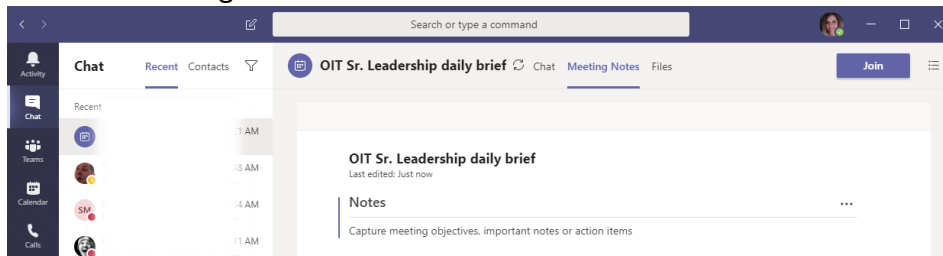 Search or type a command
Activity
Chat
Teams
Calendar
Calls
Chat Recent Contacts
Recent
1 AM
8 AM
SM 4 AM
41 AM
OIT Sr. Leadership daily brief Chat Meeting Notes Files Join
OIT Sr. Leadership daily brief
Last edited: Just now
Notes ...
Capture meeting objectives, important notes or action items